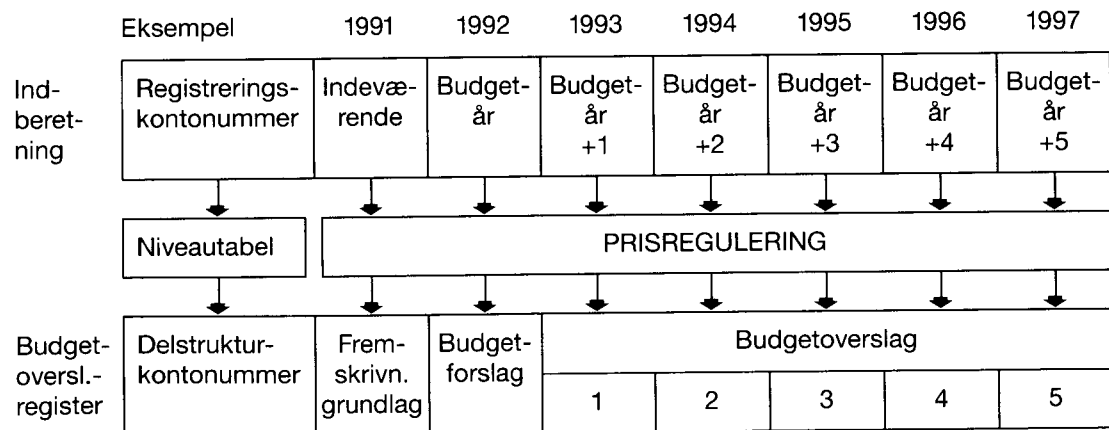 Eksempel 1991 1992 1993 1994 1995 1996 1997
Ind-
beret-
ning
Registrerings-
kontonummer
Indevæ-
rende
Budget-
år
Budget-
år
+1
Budget-
år
+2
Budget-
år
+3
Budget-
år
+4
Budget-
år
+5
Niveautabel
PRISREGULERING
Budget-
oversl.-
register
Delstruktur-
kontonummer
Frem-
skrivn.
grundlag
Budget-
forslag
Budgetoverslag
1 2 3 4 5